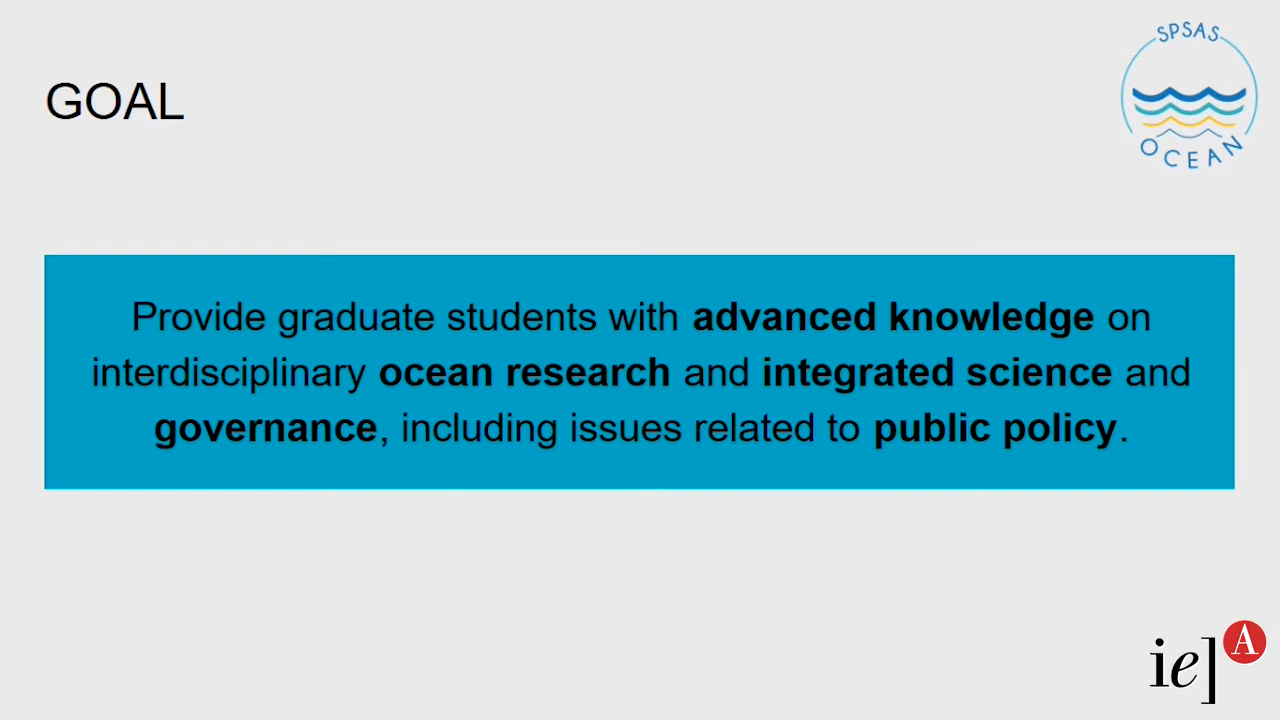 SPSAS
OCEAN
GOAL
Provide graduate students with advanced knowledge on
interdisciplinary ocean research and integrated science and
governance, including issues related to public policy.
ie] A